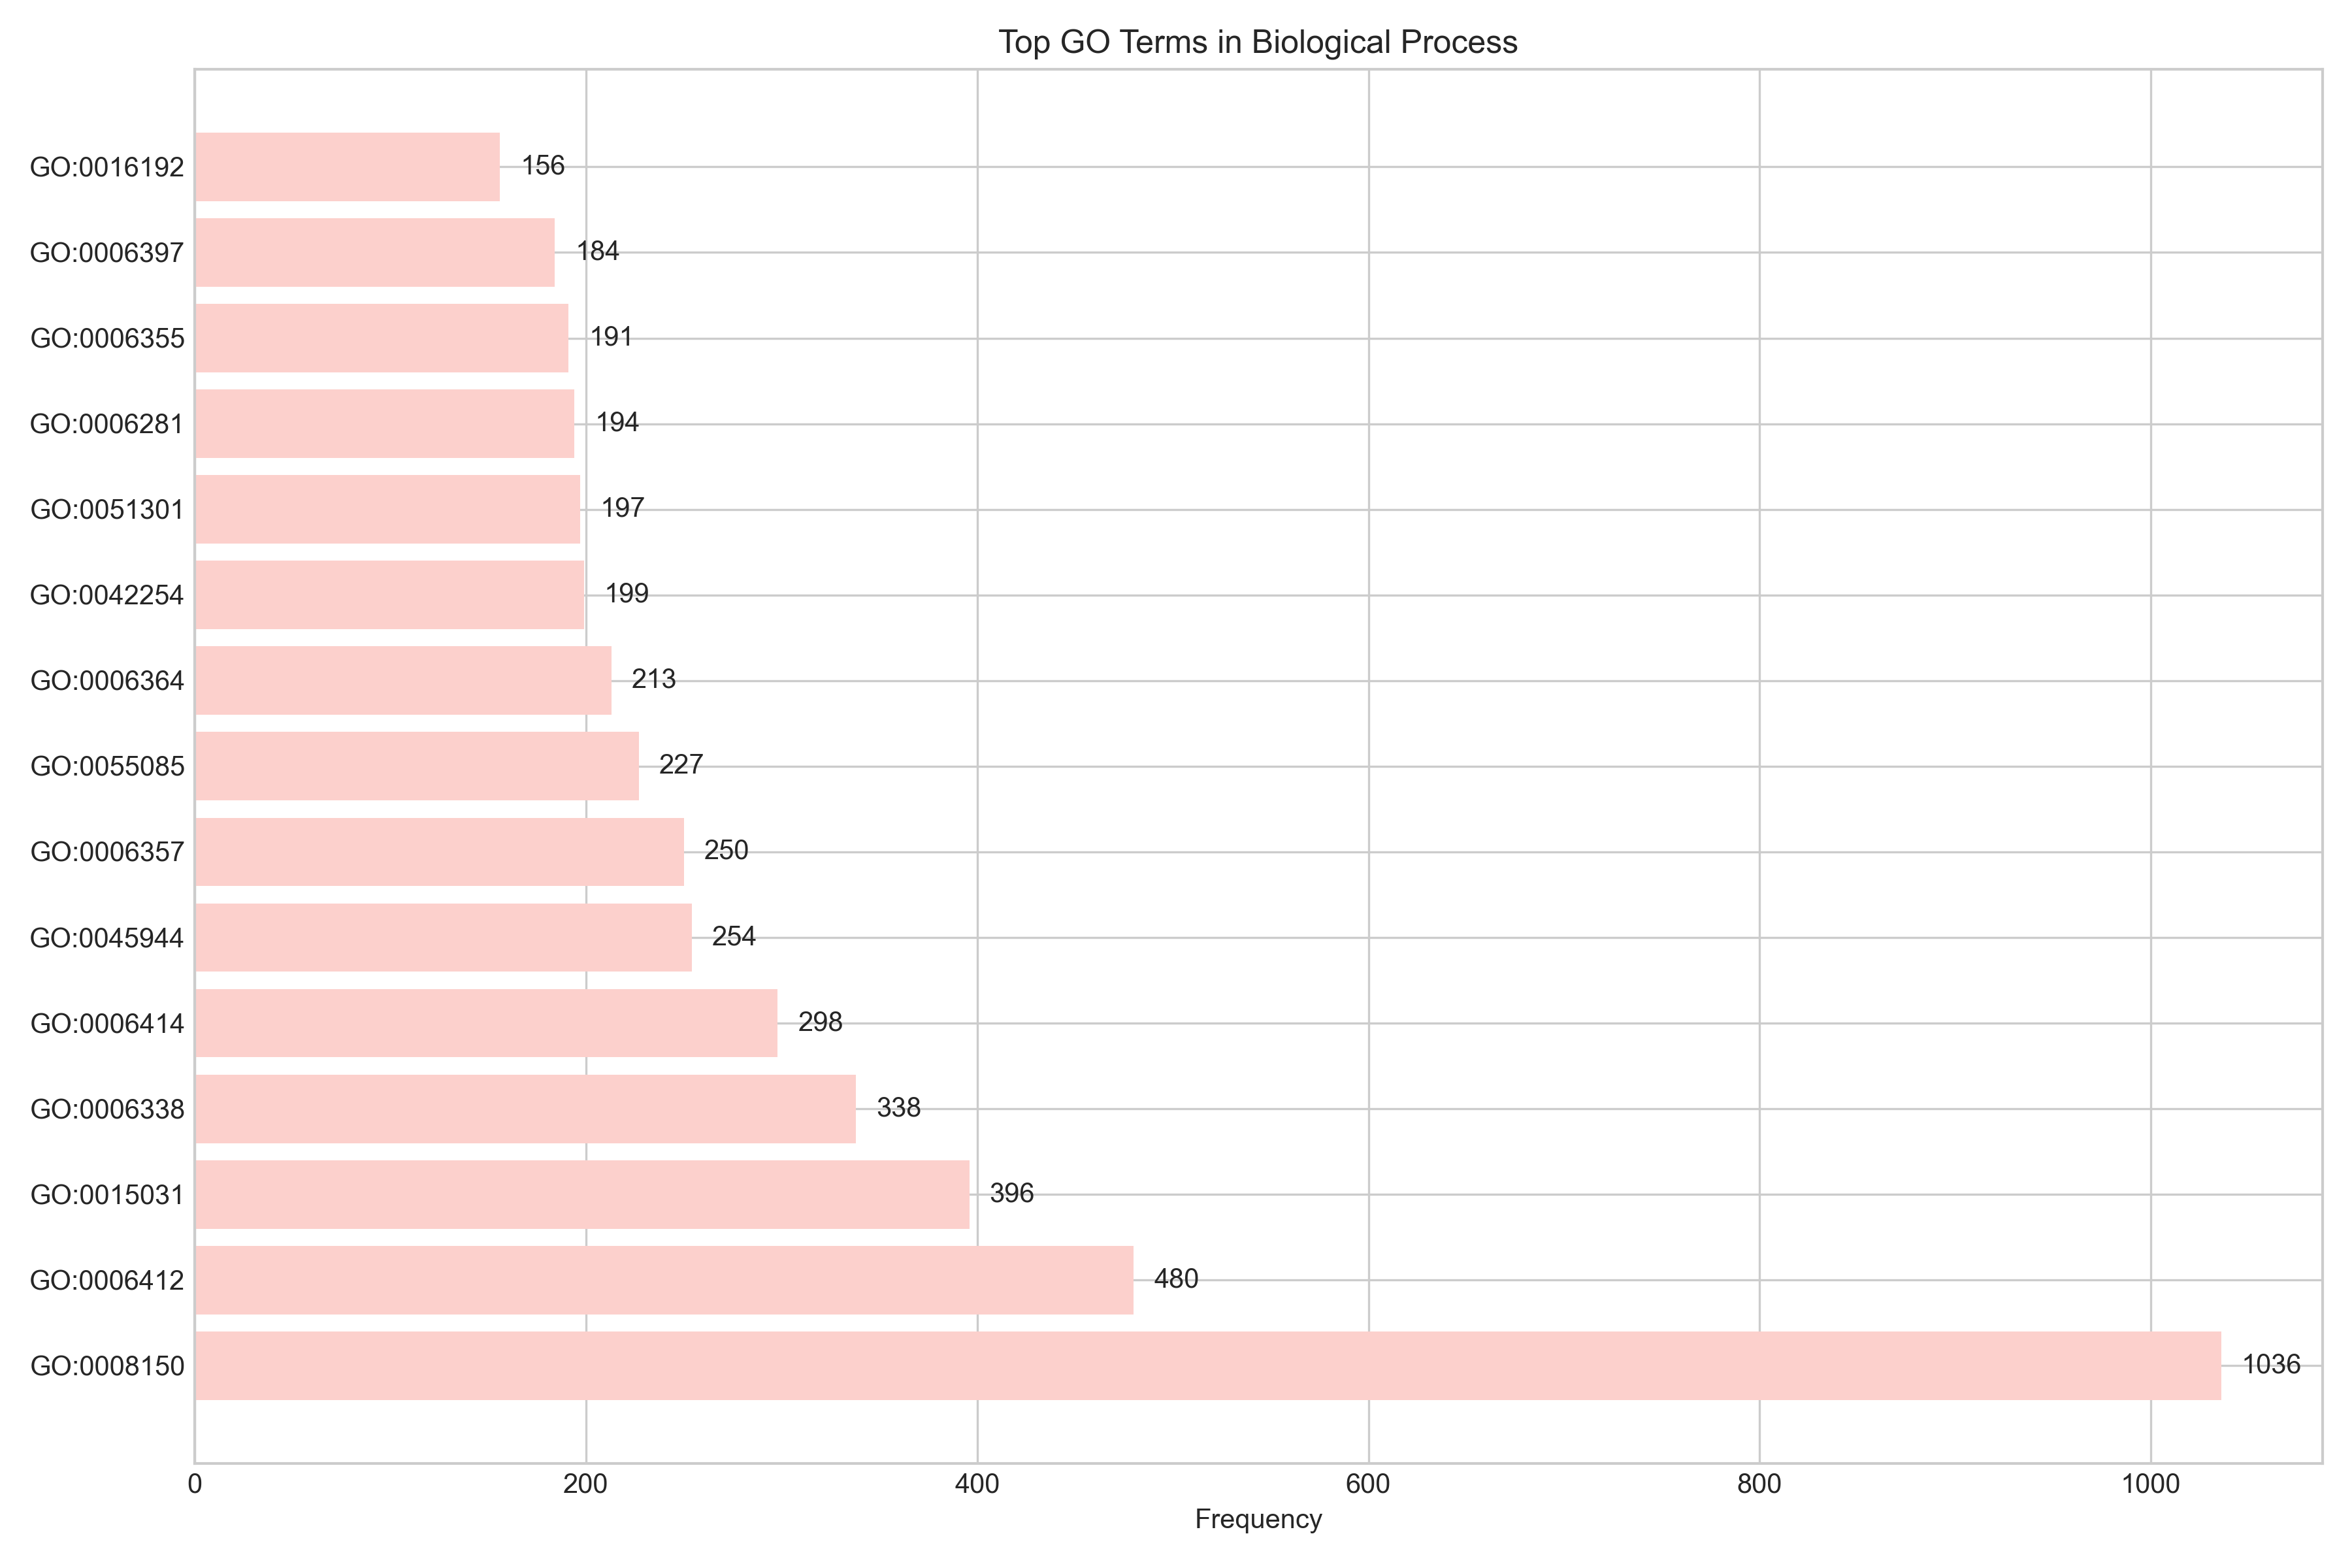 Top GO Terms in Biological Process
GO:0016192 156
GO:0006397 184
GO:0006355 191
GO:0006281 194
GO:0051301 197
GO:0042254 199
GO:0006364 213
GO:0055085 227
GO:0006357 250
GO:0045944 254
GO:0006414 298
GO:0006338 338
GO:0015031 396
GO:0006412 480
GO:0008150 1036
0 200 400 600 800 1000
Frequency